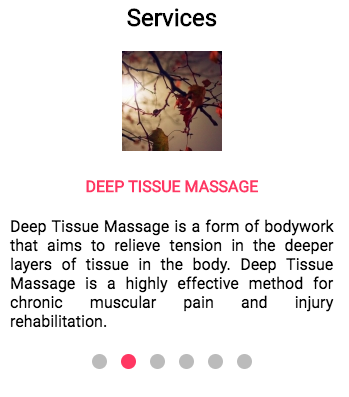 Services
DEEP TISSUE MASSAGE
Deep Tissue Massage is a form of bodywork
that aims to relieve tension in the deeper
layers of tissue in the body. Deep Tissue
Massage is a highly effective method for
chronic muscular pain and injury
rehabilitation.